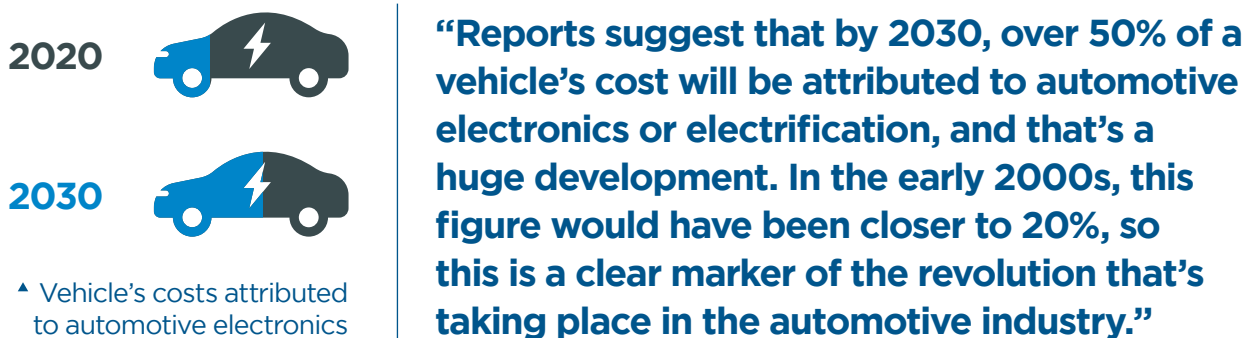 2020
2030
▲ Vehicle’s costs attributed
to automotive electronics
“Reports suggest that by 2030, over 50% of a
vehicle’s cost will be attributed to automotive
electronics or electrification, and that’s a
huge development. In the early 2000s, this
figure would have been closer to 20%, so
this is a clear marker of the revolution that’s
taking place in the automotive industry.”